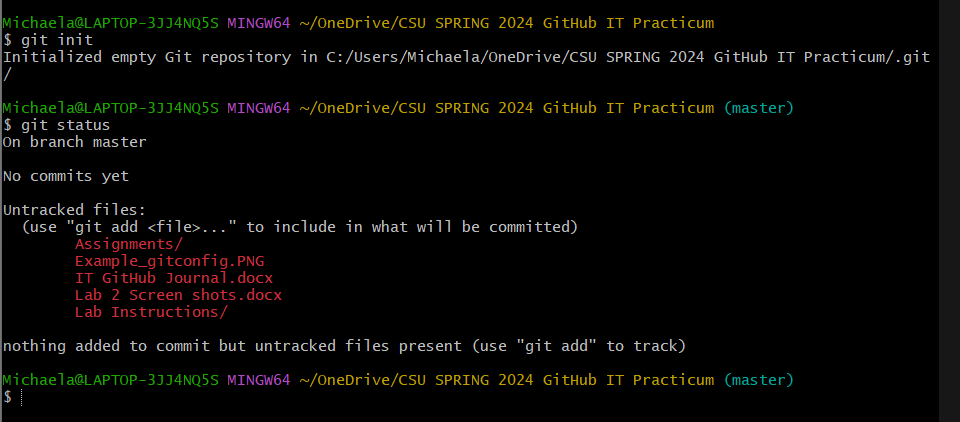 Michaela@LAPTOP-3JJ4NQ5S MINGW64 ~/OneDrive/CSU SPRING 2024 GitHub IT Practicum
$ git init
Initialized empty Git repository in C:/Users/Michaela/OneDrive/CSU SPRING 2024 GitHub IT Practicum/.git
/
Michaela@LAPTOP-3JJ4NQ5S MINGW64 ~/OneDrive/CSU SPRING 2024 GitHub IT Practicum (master)
$ git status
On branch master
No commits yet
Untracked files:
  (use "git add <file>..." to include in what will be committed)
        Assignments/
        Example_gitconfig.PNG
        IT GitHub Journal.docx
        Lab 2 Screen shots.docx
        Lab Instructions/
nothing added to commit but untracked files present (use "git add" to track)
Michaela@LAPTOP-3JJ4NQ5S MINGW64 ~/OneDrive/CSU SPRING 2024 GitHub IT Practicum (master)
$